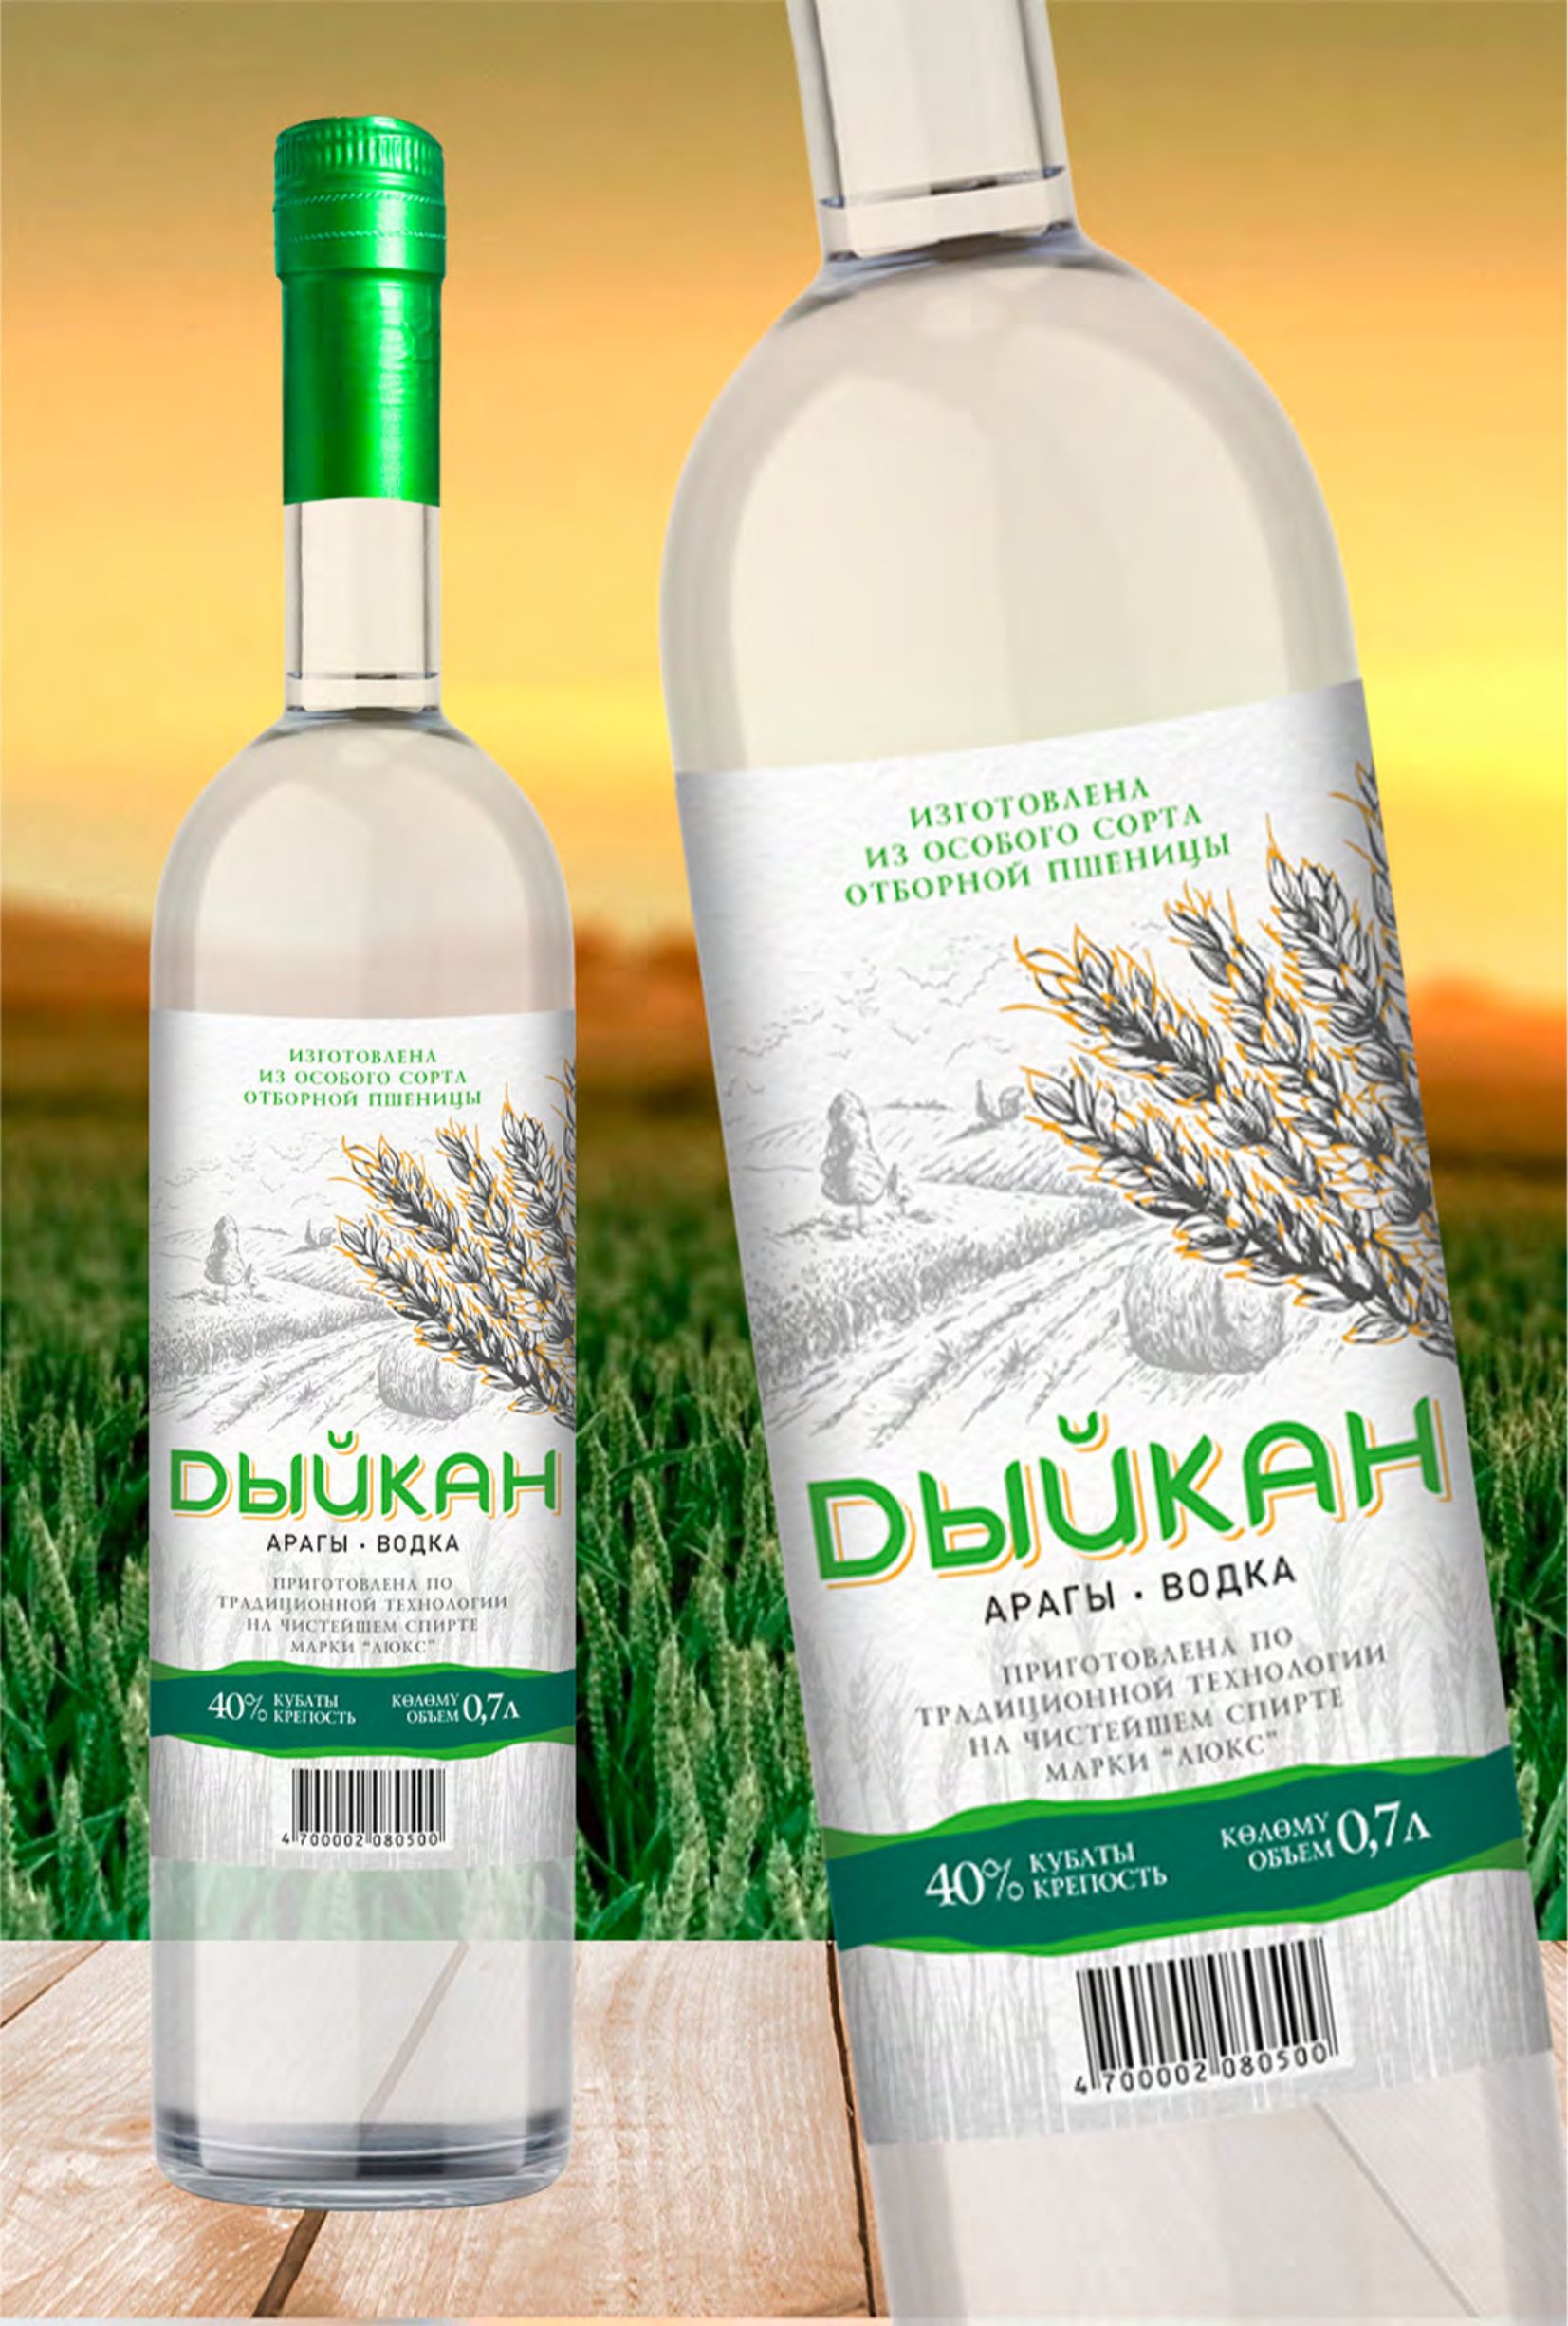 ИЗГОТОВЛЕНА
ИЗ ОСОБОГО СОРТА
ОТБОРНОЙ ПШЕНИЦЫ
ДЫЙКАН
АРАГЫ · ВОДКА
ПРИГОТОВЛЕНА ПО
ТРАДИЦИОННОЙ ТЕХНОЛОГИИ
НА ЧИСТЕЙШЕМ СПИРТЕ
МАРКИ "ЛЮКС"
40% КУБАТЫ
КРЕПОСТЬ
КӨЛӨМУ
ОБЪЕМ 0,7л
4 700002 080500
ИЗГОТОВЛЕНА
ИЗ ОСОБОГО СОРТА
ОТБОРНОЙ ПШЕНИЦЫ
ДЫЙКАН
АРАГЫ · ВОДКА
ПРИГОТОВЛЕНА ПО
ТРАДИЦИОННОЙ ТЕХНОЛОГИИ
НА ЧИСТЕЙШЕМ СПИРТЕ
МАРКИ "ЛЮКС"
40% КУБАТЫ
КРЕПОСТЬ
КӨЛӨМУ
ОБЪЕМ 0,7л
4 700002 080500